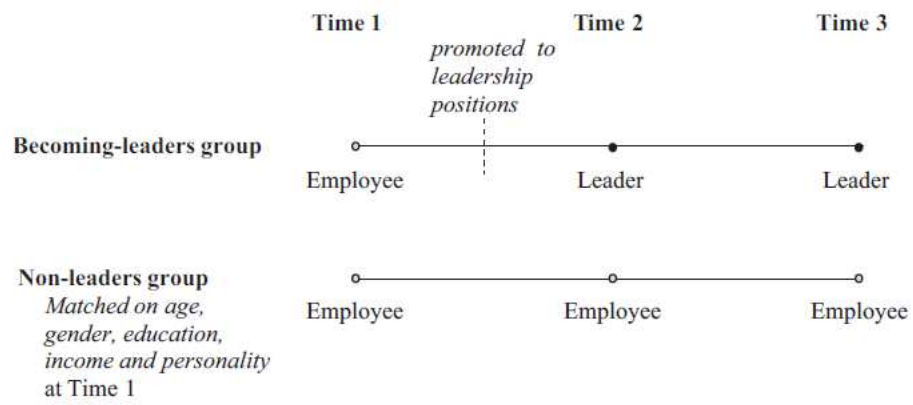 Time 1 Time 2 Time 3
promoted to
leadership
positions
Becoming-leaders group
Employee Leader Leader
Non-leaders group
Matched on age,
gender, education,
income and personality
at Time 1
Employee Employee Employee